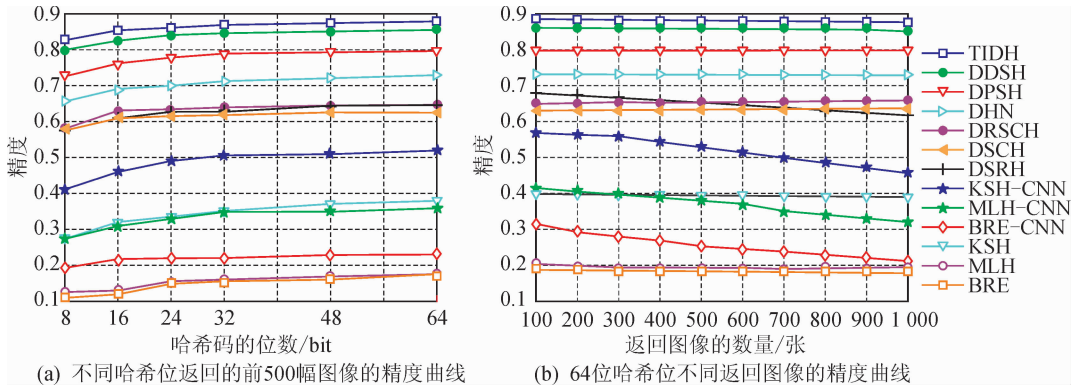 0.9
0.8
0.7
0.6
0.5
0.4
0.3
0.2
0.1
精度
8 16 24 32 48 64
哈希码的位数/bit
(a) 不同哈希位返回的前500幅图像的精度曲线
0.9
0.8
0.7
0.6
0.5
0.4
0.3
0.2
0.1
精度
100 200 300 400 500 600 700 800 900 1 000
返回图像的数量/张
(b) 64位哈希位不同返回图像的精度曲线
TIDH
DDSH
DPSH
DHN
DRSCH
DSCH
DSRH
KSH-CNN
MLH-CNN
BRE-CNN
KSH
MLH
BRE